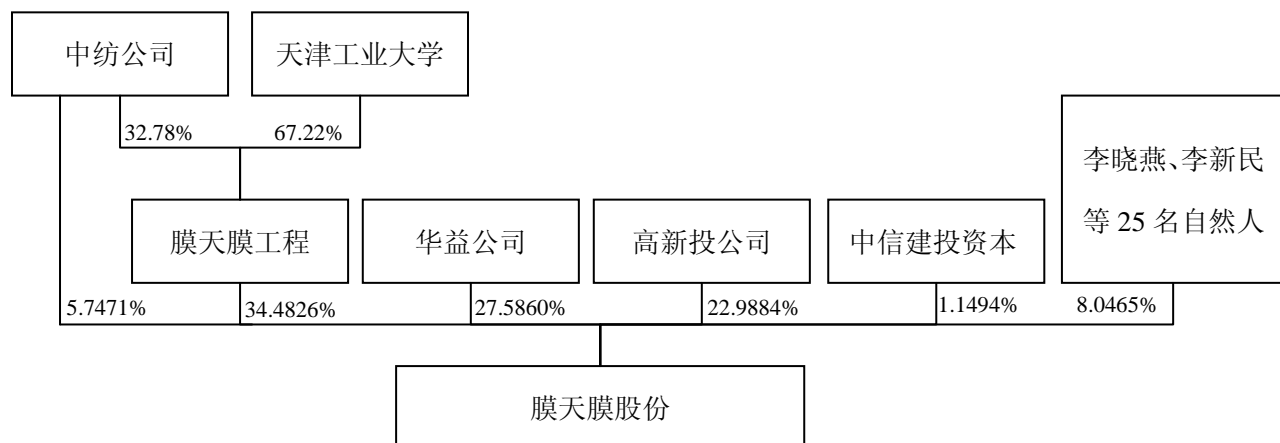 中纺公司
天津工业大学
32.78%
67.22%
李晓燕、李新民
等 25 名自然人
膜天膜工程
华益公司
高新投公司
中信建投资本
5.7471%
34.4826%
27.5860%
22.9884%
1.1494%
8.0465%
膜天膜股份